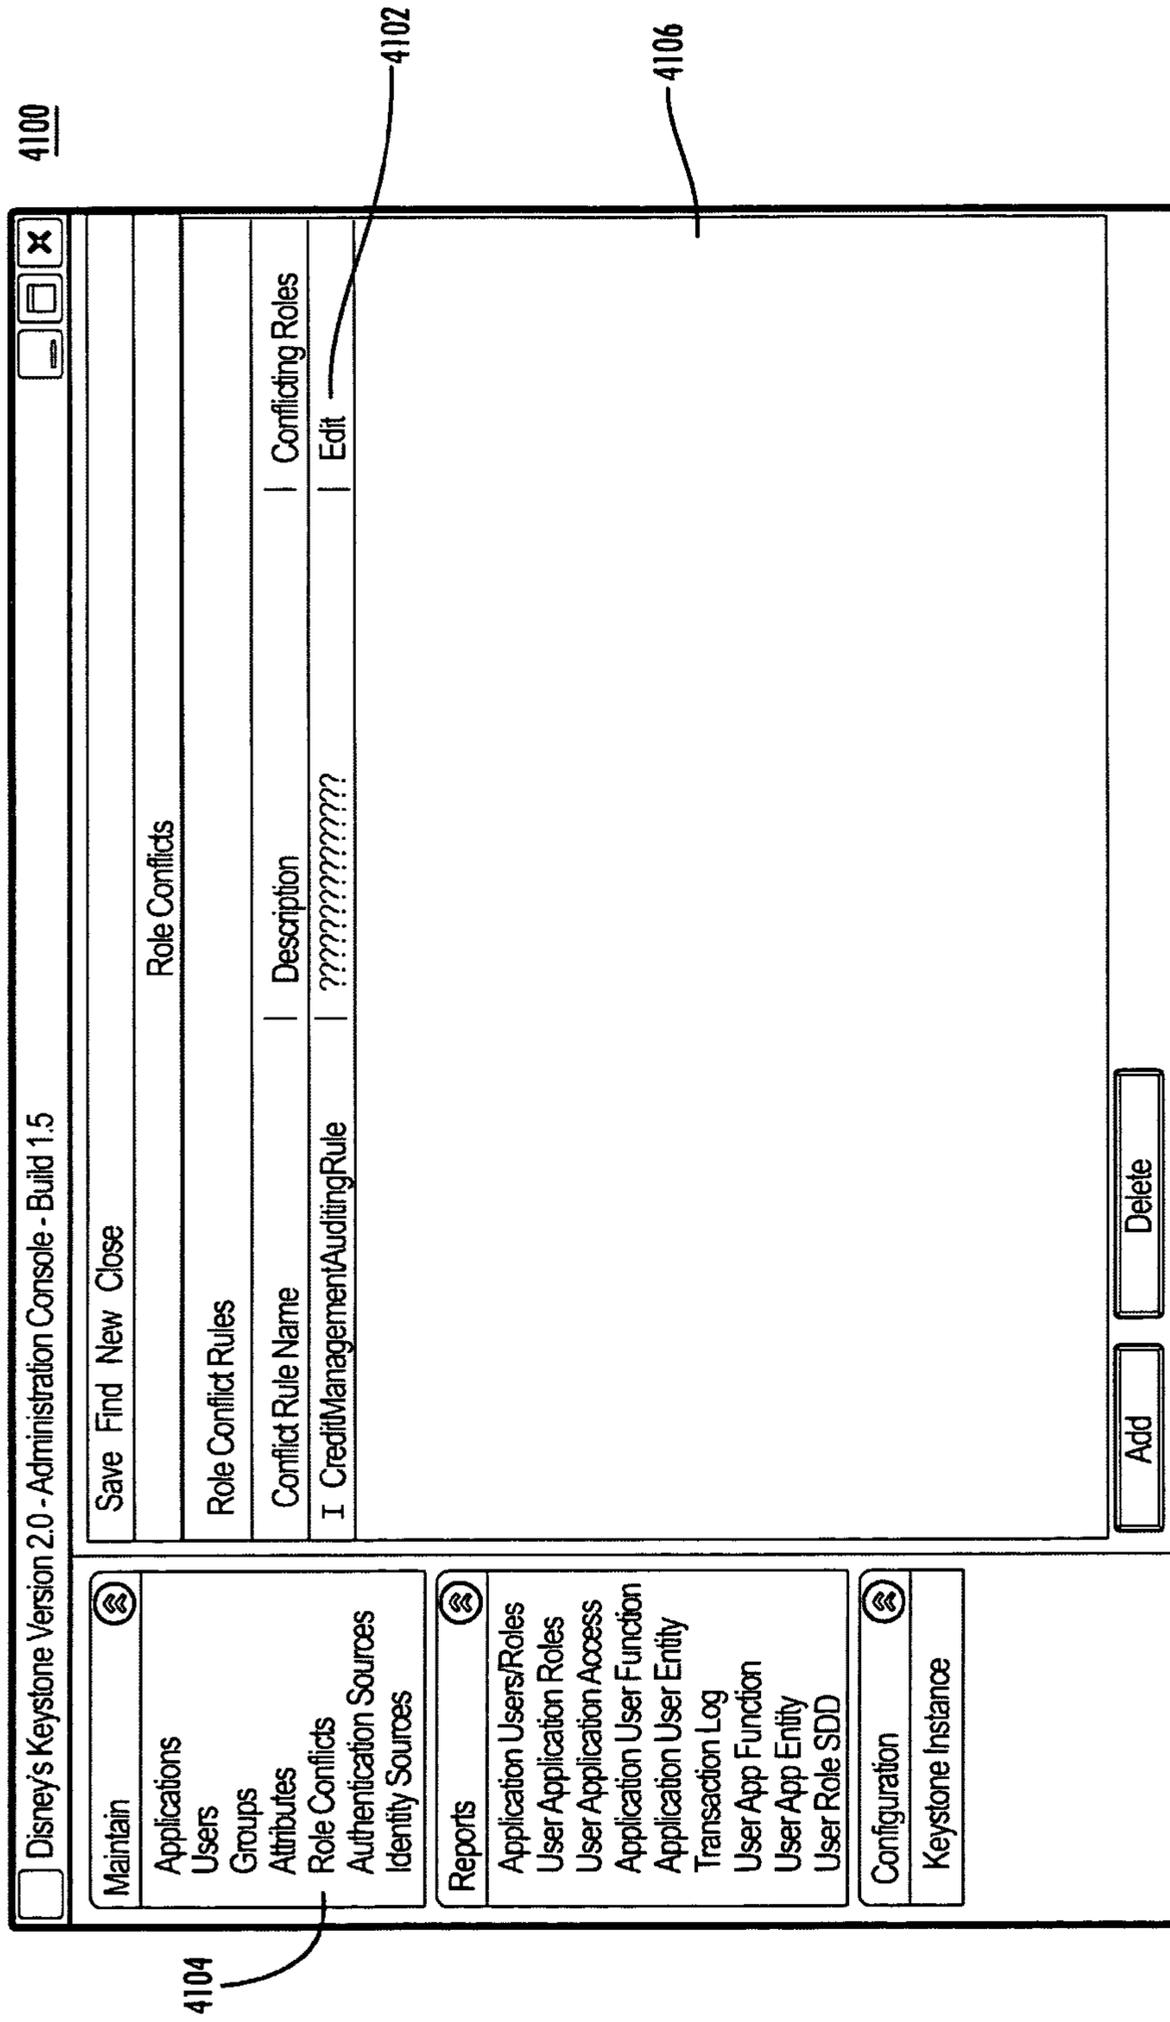 4100
Disney's Keystone Version 2.0 - Administration Console - Build 1.5
Maintain
Applications
Users
Groups
Attributes
Role Conflicts
Authentication Sources
Identity Sources
4104
Reports
Application Users/Roles
User Application Roles
User Application Access
Application User Function
Application User Entity
Transaction Log
User App Function
User App Entity
User Role SDD
Configuration
Keystone Instance
Save Find New Close
Role Conflicts
Role Conflict Rules
Conflict Rule Name | Description | Conflicting Roles
I CreditManagementAuditingRule | ????????????????? | Edit
4102
4106
Add Delete